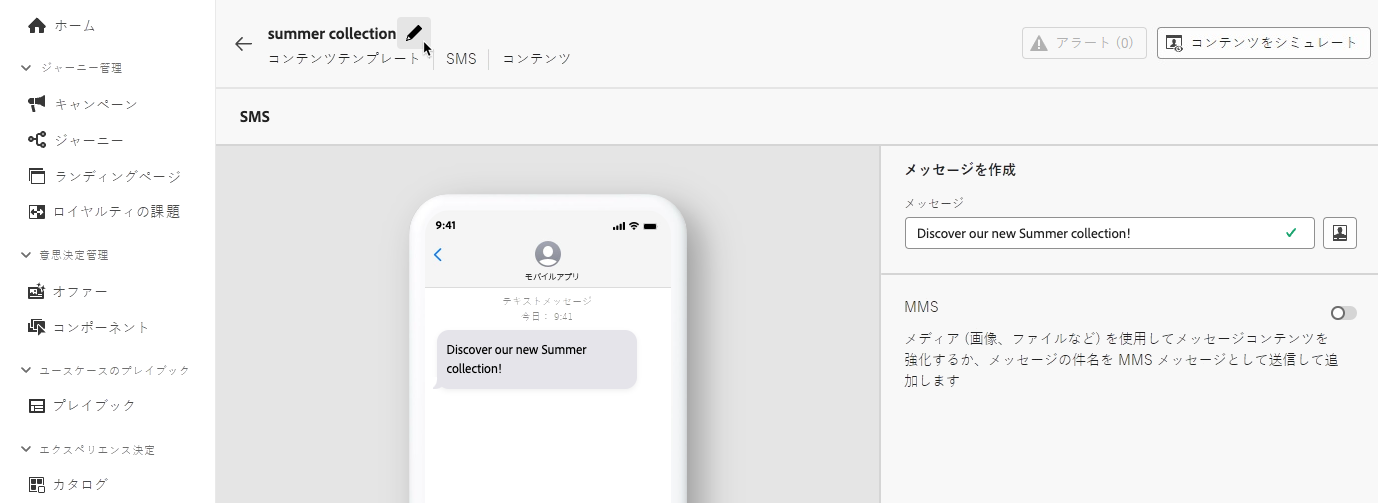 ホーム
ジャーニー管理
キャンペーン
ジャーニー
ランディングページ
ロイヤルティの課題
意思決定管理
オファー
コンポーネント
ユースケースのプレイブック
プレイブック
エクスペリエンス決定
カタログ
summer collection
コンテンツテンプレート SMS コンテンツ
アラート (0)
コンテンツをシミュレート
SMS
9:41
モバイルアプリ
テキストメッセージ
今日： 9:41
Discover our new Summer
collection!
メッセージを作成
メッセージ
Discover our new Summer collection!
MMS
メディア (画像、ファイルなど) を使用してメッセージコンテンツを
強化するか、メッセージの件名を MMS メッセージとして送信して追
加します